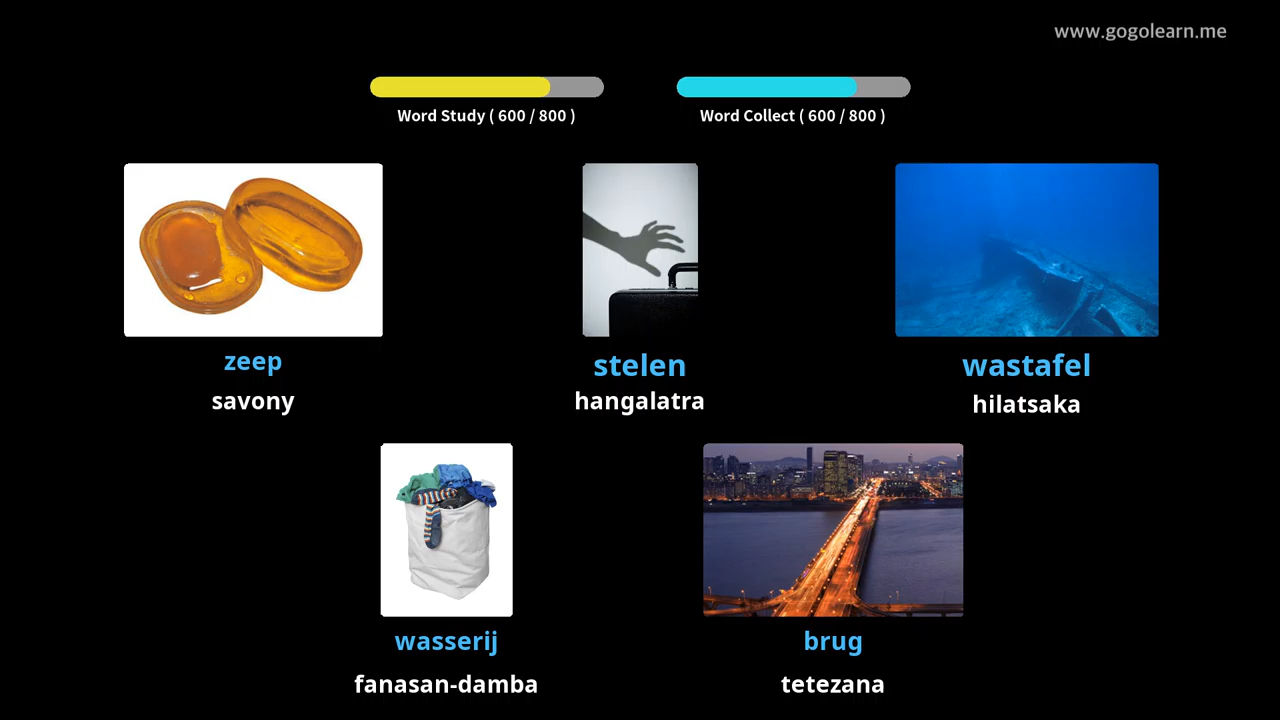 www.gogolearn.me
Word Study ( 600 / 800 )
Word Collect ( 600 / 800 )
zeep
savony
stelen
hangalatra
wastafel
hilatsaka
wasserij
fanasan-damba
brug
tetezana